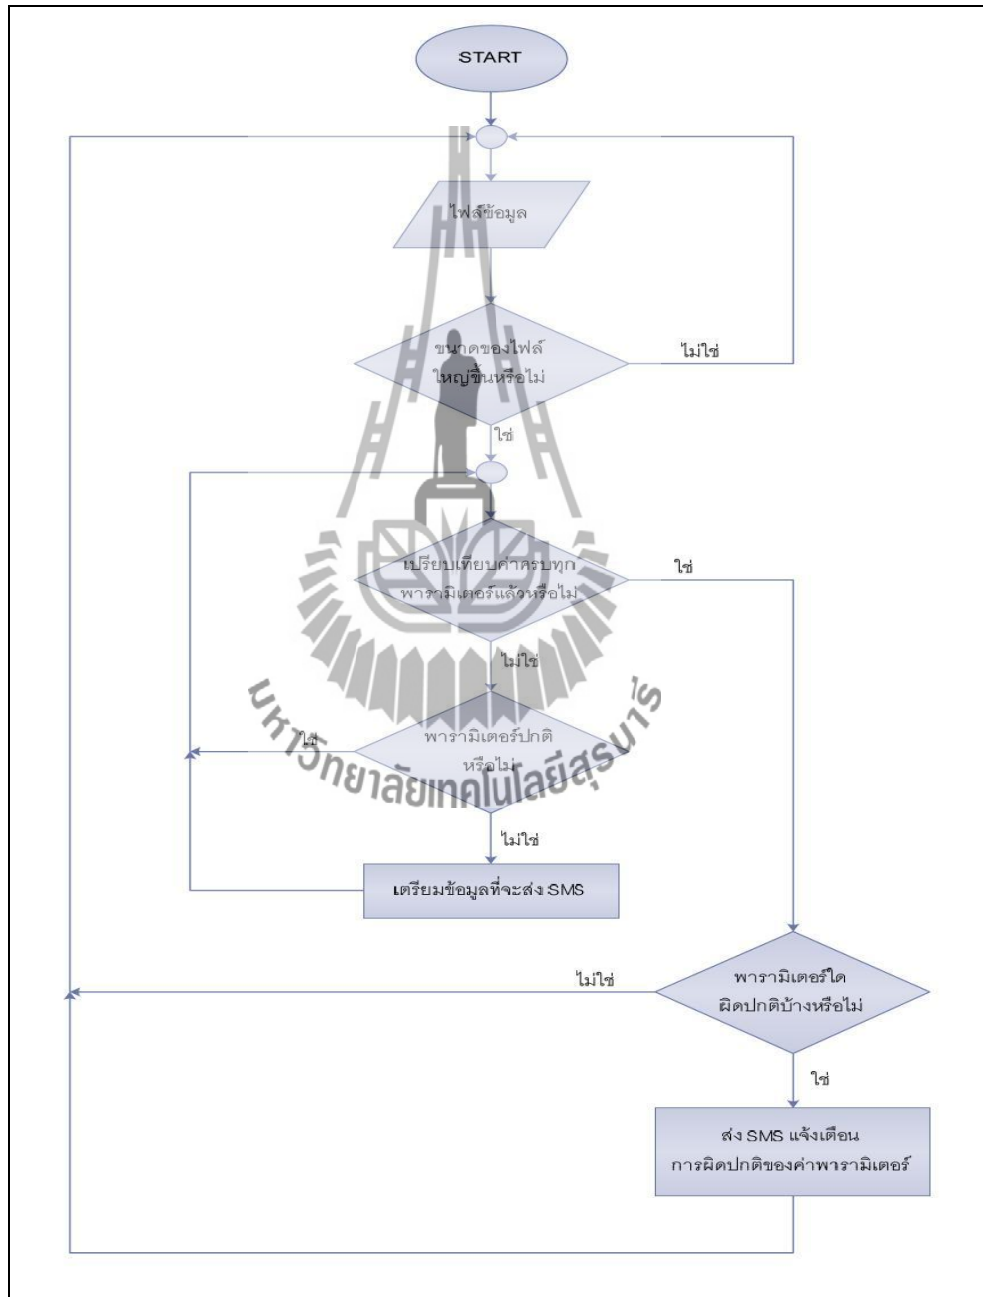 START
ไฟล์ข้อมูล
ขนาดของไฟล์
ใหญ่ขึ้นหรือไม่
ไม่ใช่
ใช่
เปรียบเทียบค่าครบทุก
พารามิเตอร์แล้วหรือไม่
ใช่
ไม่ใช่
พารามิเตอร์ปกติ
หรือไม่
ใช่
มหาวิทยาลัยเทคโนโลยีสุรนารี
ไม่ใช่
เตรียมข้อมูลที่จะส่ง SMS
พารามิเตอร์ใด
ผิดปกติบ้างหรือไม่
ไม่ใช่
ใช่
ส่ง SMS แจ้งเตือน
การผิดปกติของค่าพารามิเตอร์